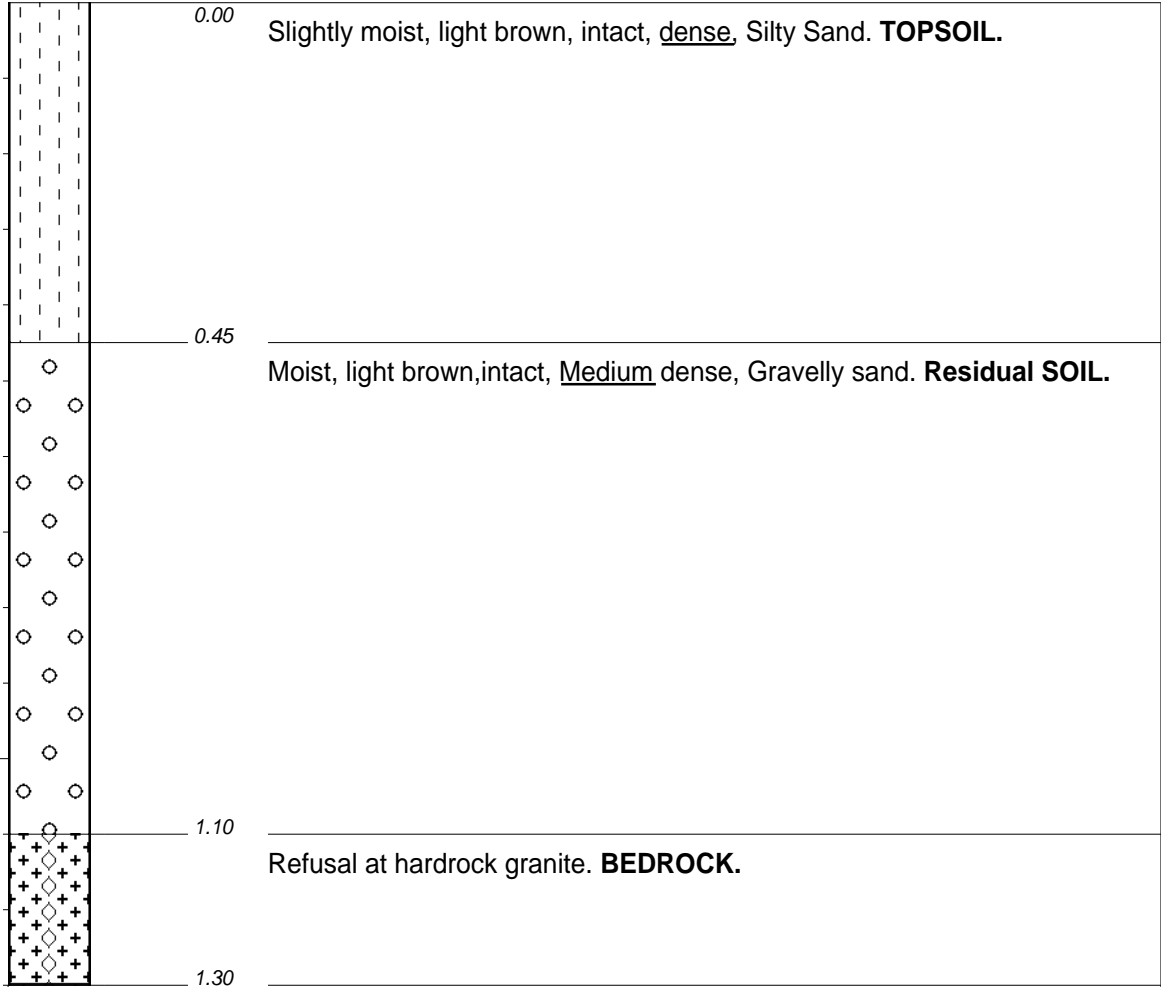 0.00
Slightly moist, light brown, intact, dense, Silty Sand. TOPSOIL.
0.45
Moist, light brown,intact, Medium dense, Gravelly sand. Residual SOIL.
1.10
Refusal at hardrock granite. BEDROCK.
1.30